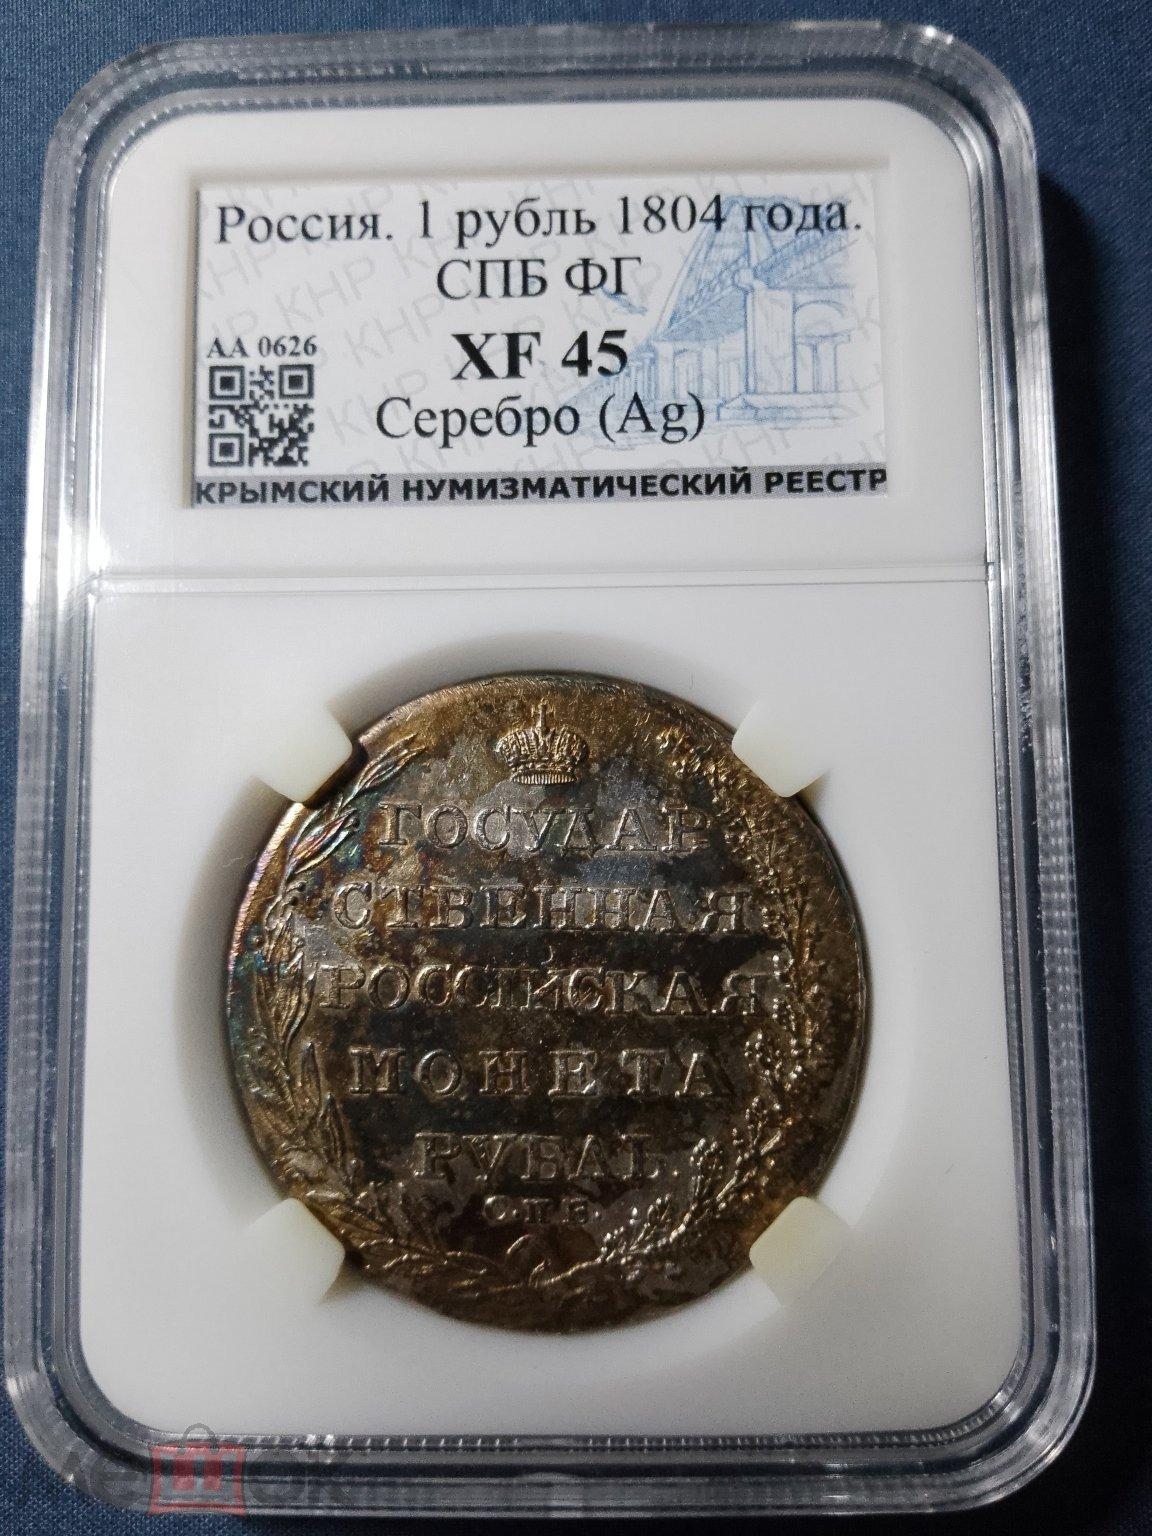 Россия. 1 рубль 1804 года.
СПБ ФГ
АА 0626
XF 45
Серебро (Ag)
КРЫМСКИЙ НУМИЗМАТИЧЕСКИЙ РЕЕСТР
ГОСУДАР
СТВЕННАЯ
РОССІЙСКАЯ
МОНЕТА
РУБЛЬ.
С.П.Б.
МеШоК